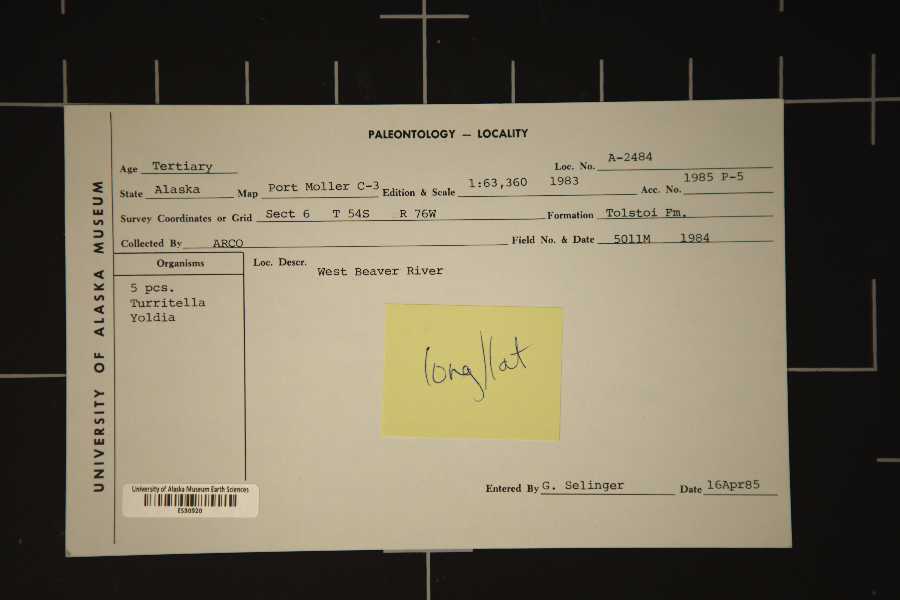 UNIVERSITY OF ALASKA MUSEUM
PALEONTOLOGY — LOCALITY
Age Tertiary Loc. No. A-2484
State Alaska Map Port Moller C-3 Edition & Scale 1:63,360 1983 Acc. No. 1985 P-5
Survey Coordinates or Grid Sect 6 T 54S R 76W Formation Tolstoi Fm.
Collected By ARCO Field No. & Date 5011M 1984
Organisms
Loc. Descr. West Beaver River
5 pcs.
Turritella
Yoldia
long/lat
University of Alaska Museum Earth Sciences
ES30920
Entered By G. Selinger Date 16Apr85